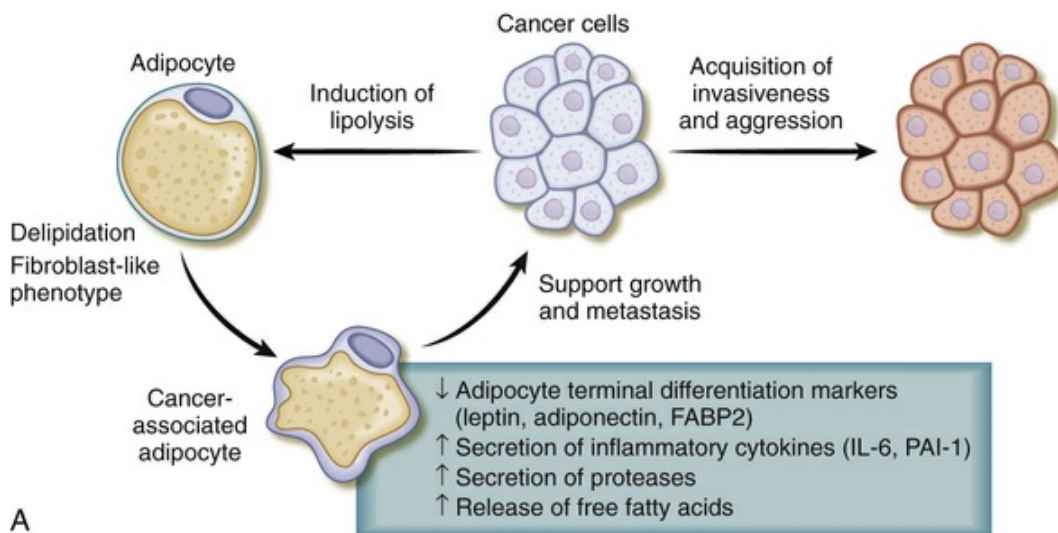 Cancer cells
Adipocyte
Induction of
lipolysis
Acquisition of
invasiveness
and aggression
Delipidation
Fibroblast-like
phenotype
Support growth
and metastasis
Cancer-
associated
adipocyte
↓ Adipocyte terminal differentiation markers
(leptin, adiponectin, FABP2)
↑ Secretion of inflammatory cytokines (IL-6, PAI-1)
↑ Secretion of proteases
↑ Release of free fatty acids
A